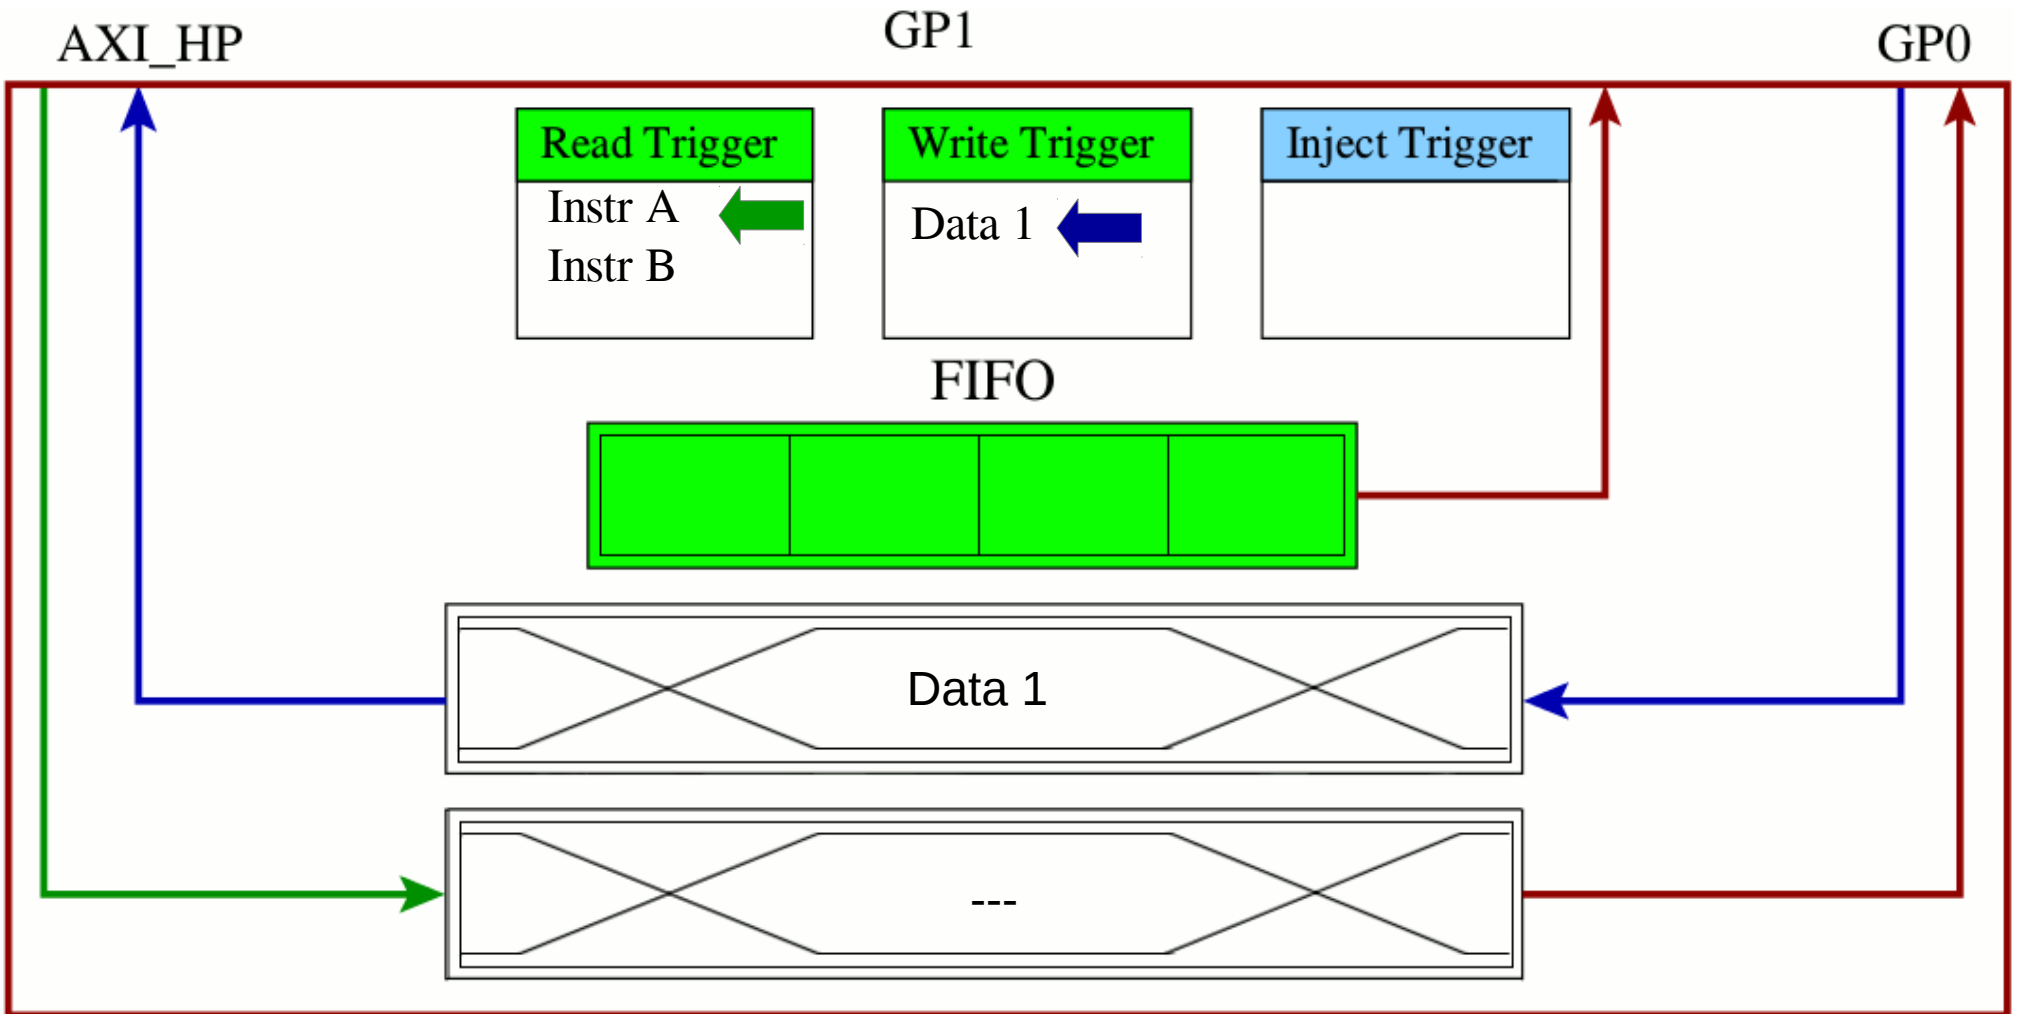 AXI_HP
GP1
GP0
Read Trigger
Instr A
Instr B
Write Trigger
Data 1
Inject Trigger
FIFO
Data 1
---